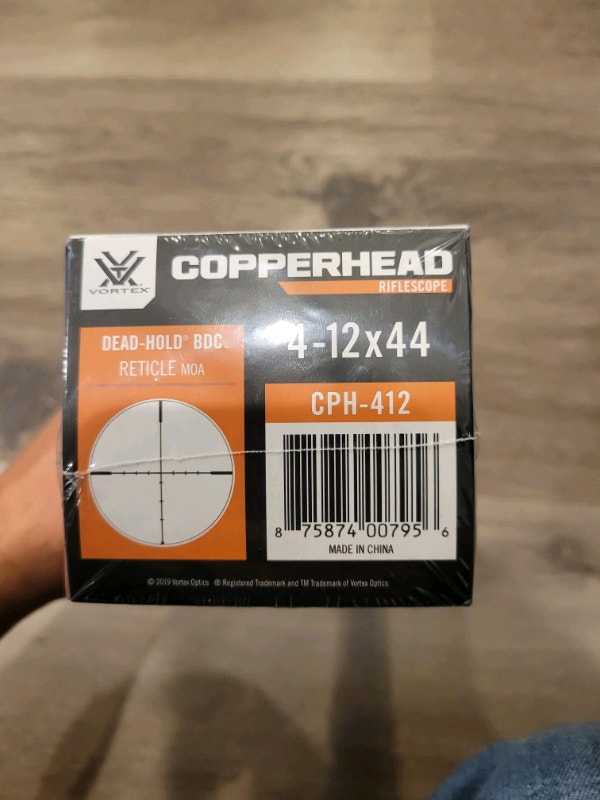 VORTEX
COPPERHEAD
RIFLESCOPE
DEAD-HOLD® BDC
RETICLE MOA
4-12x44
CPH-412
8 75874 00795 6
MADE IN CHINA
© 2019 Vortex Optics ® Registered Trademark and TM Trademark of Vortex Optics